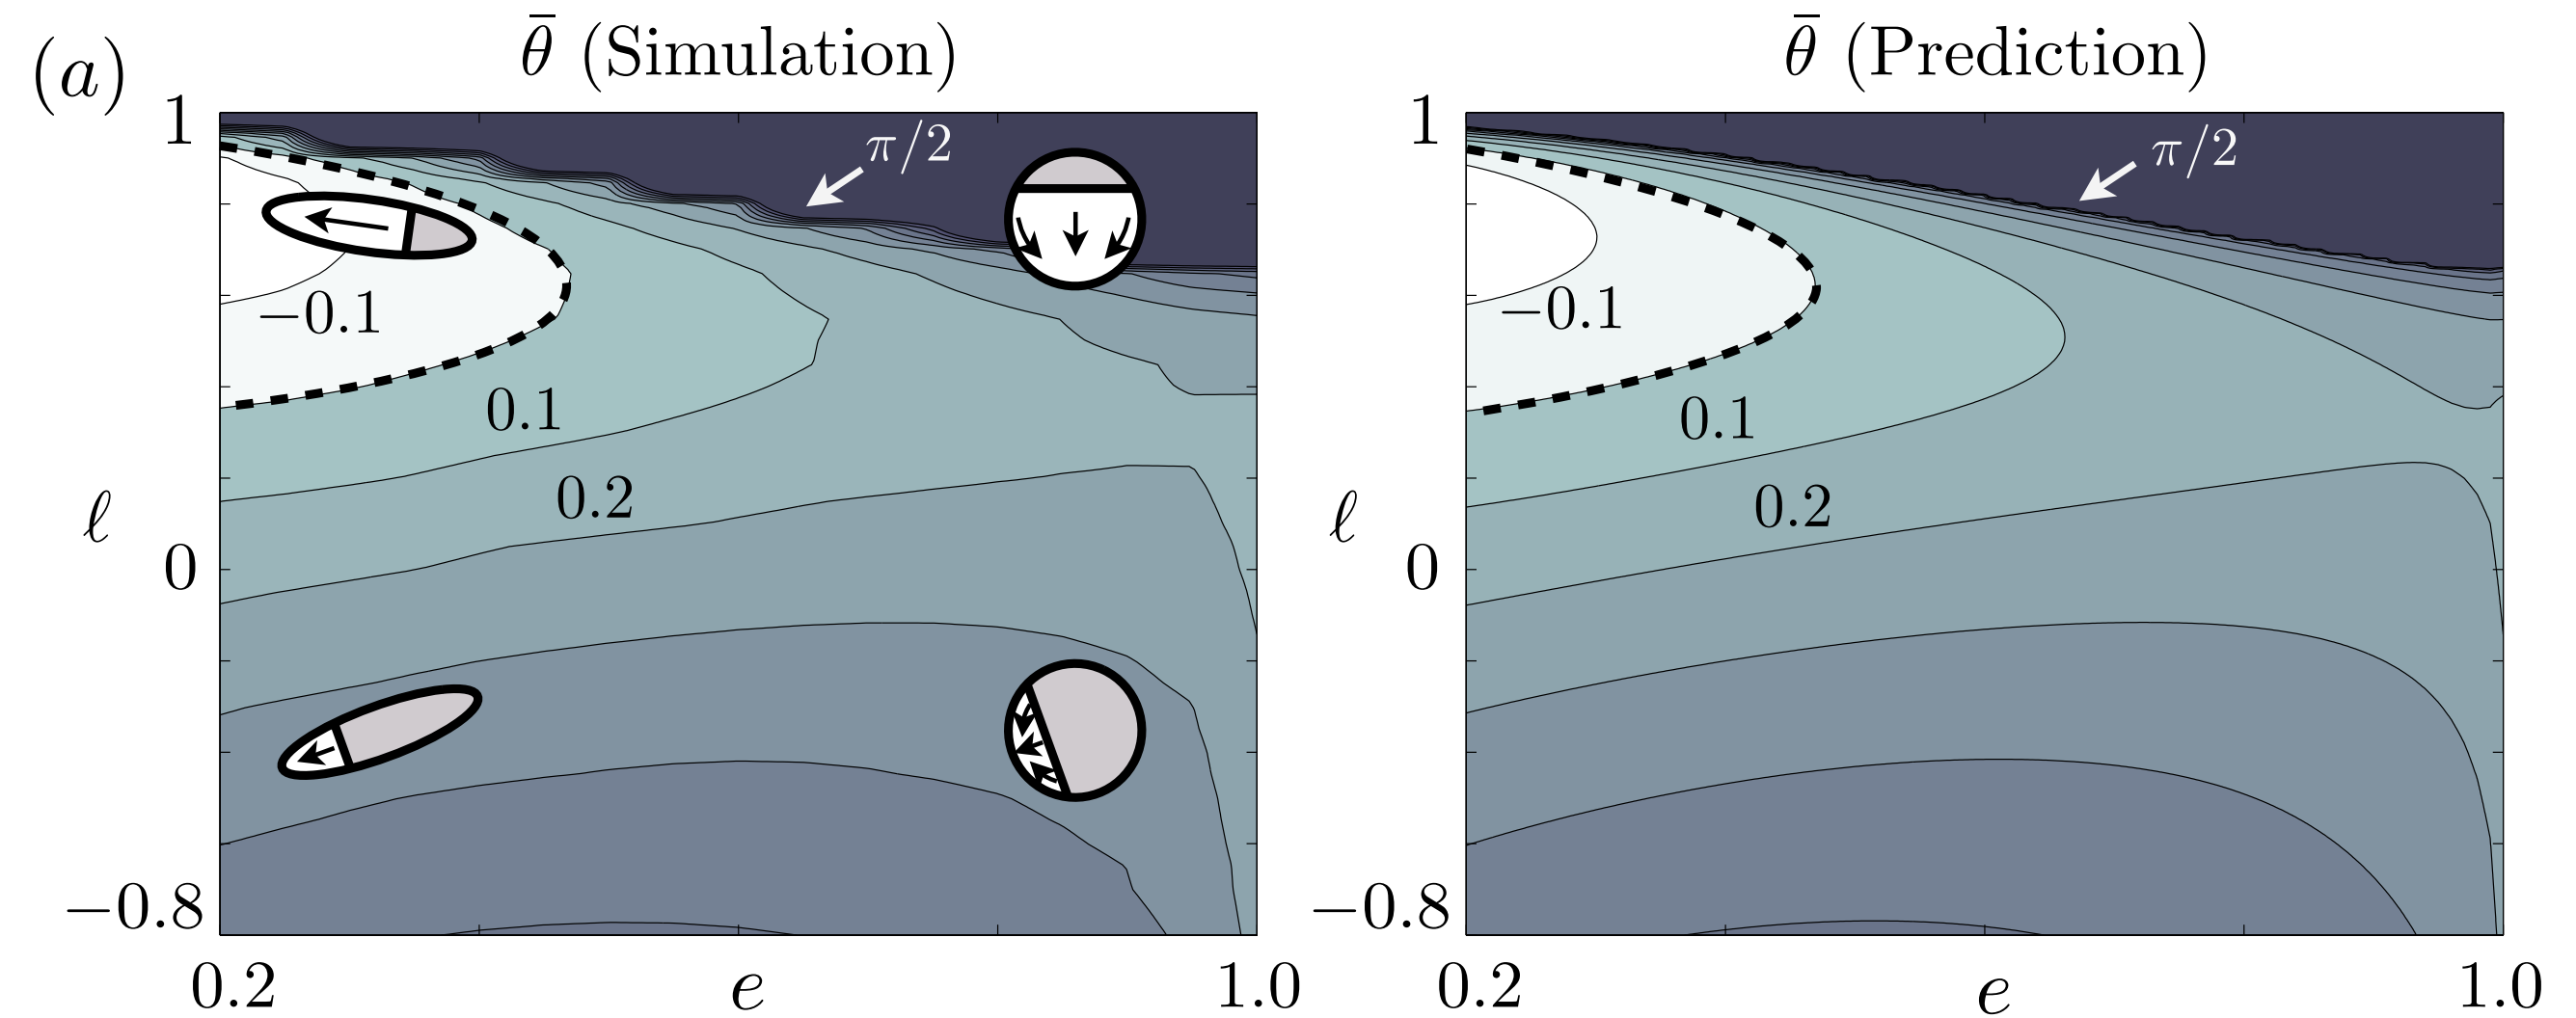 (a)
θ̄ (Simulation)
1
π/2
−0.1
0.1
0.2
ℓ
0
−0.8
0.2
e
1.0
θ̄ (Prediction)
1
π/2
−0.1
0.1
0.2
ℓ
0
−0.8
0.2
e
1.0